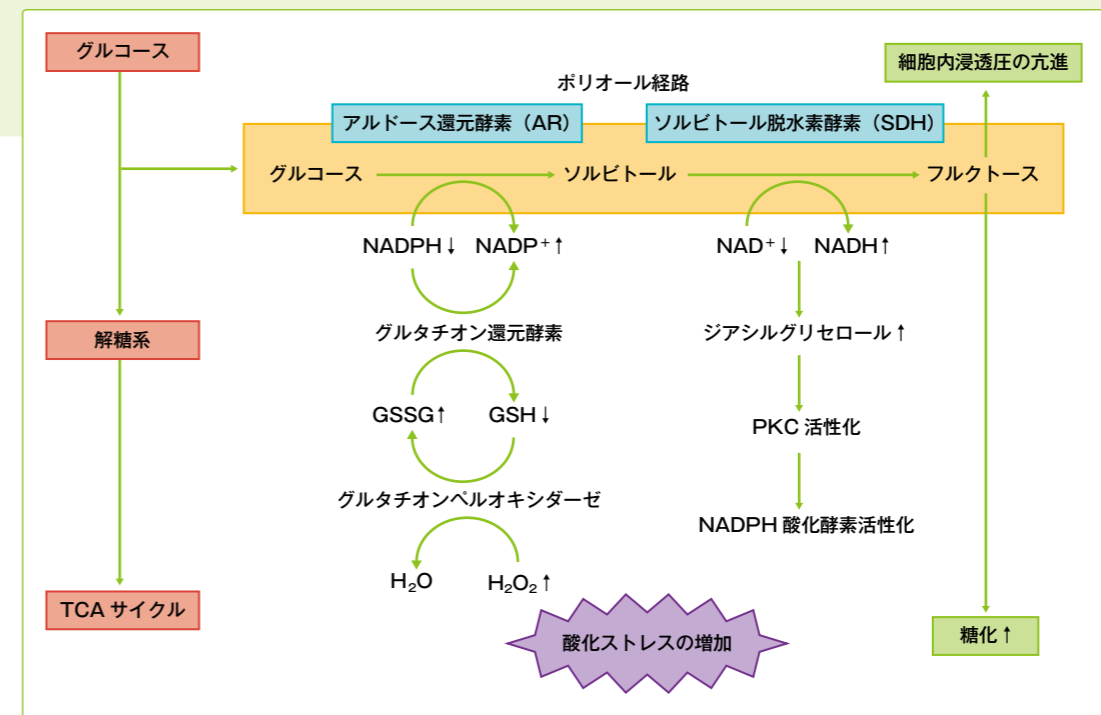 グルコース
細胞内浸透圧の亢進
ポリオール経路
アルドース還元酵素（AR）
ソルビトール脱水素酵素（SDH）
グルコース
ソルビトール
フルクトース
NADPH↓
NADP⁺↑
NAD⁺↓
NADH↑
解糖系
グルタチオン還元酵素
ジアシルグリセロール↑
GSSG↑
GSH↓
PKC 活性化
グルタチオンペルオキシダーゼ
NADPH 酸化酵素活性化
H₂O
H₂O₂↑
TCA サイクル
酸化ストレスの増加
糖化↑